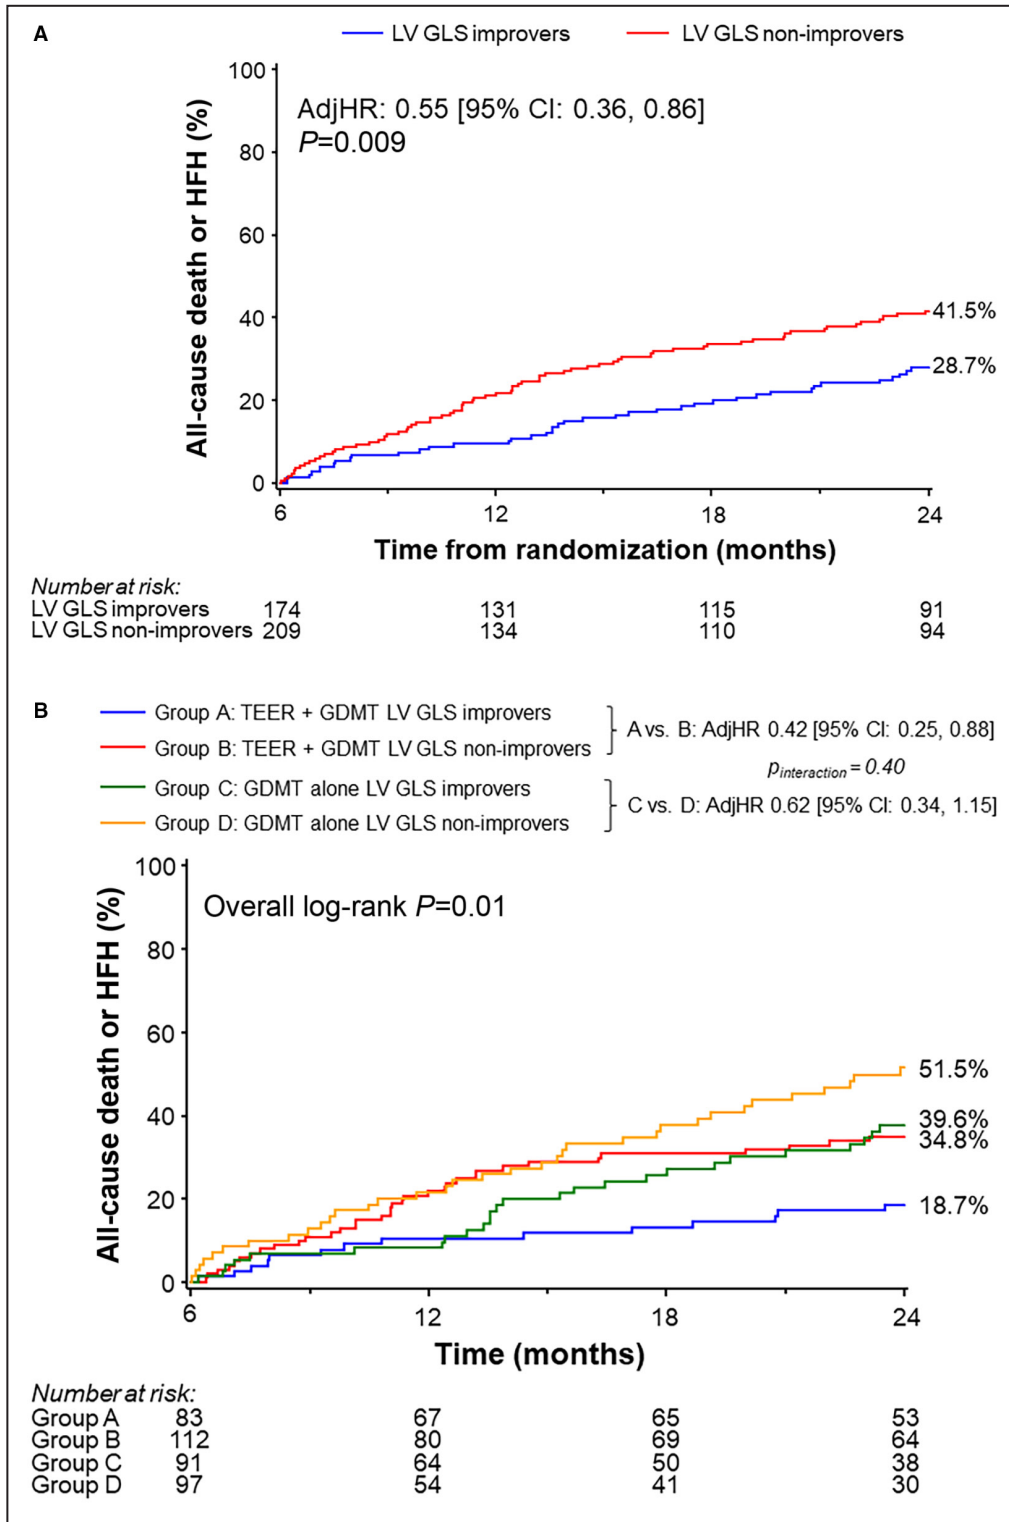 A
LV GLS improvers LV GLS non-improvers
AdjHR: 0.55 [95% CI: 0.36, 0.86]
P=0.009
All-cause death or HFH (%)
100
80
60
40
20
0
41.5%
28.7%
6 12 18 24
Time from randomization (months)
Number at risk:
LV GLS improvers 174 131 115 91
LV GLS non-improvers 209 134 110 94
B
Group A: TEER + GDMT LV GLS improvers
Group B: TEER + GDMT LV GLS non-improvers
A vs. B: AdjHR 0.42 [95% CI: 0.25, 0.88]
pinteraction = 0.40
Group C: GDMT alone LV GLS improvers
Group D: GDMT alone LV GLS non-improvers
C vs. D: AdjHR 0.62 [95% CI: 0.34, 1.15]
Overall log-rank P=0.01
All-cause death or HFH (%)
100
80
60
40
20
0
51.5%
39.6%
34.8%
18.7%
6 12 18 24
Time (months)
Number at risk:
Group A 83 67 65 53
Group B 112 80 69 64
Group C 91 64 50 38
Group D 97 54 41 30